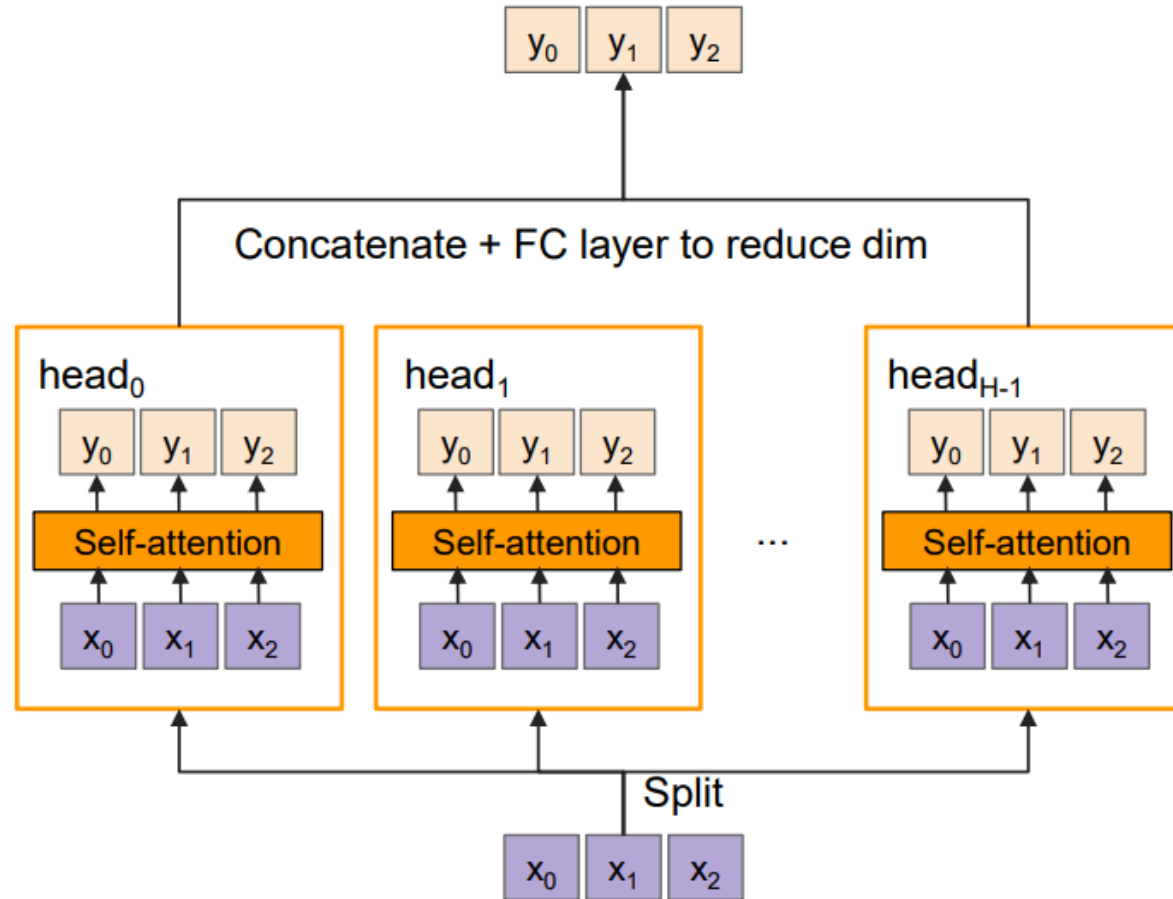 y0 y1 y2
Concatenate + FC layer to reduce dim
head0 head1 headH-1
y0 y1 y2 y0 y1 y2 y0 y1 y2
Self-attention Self-attention ... Self-attention
x0 x1 x2 x0 x1 x2 x0 x1 x2
Split
x0 x1 x2